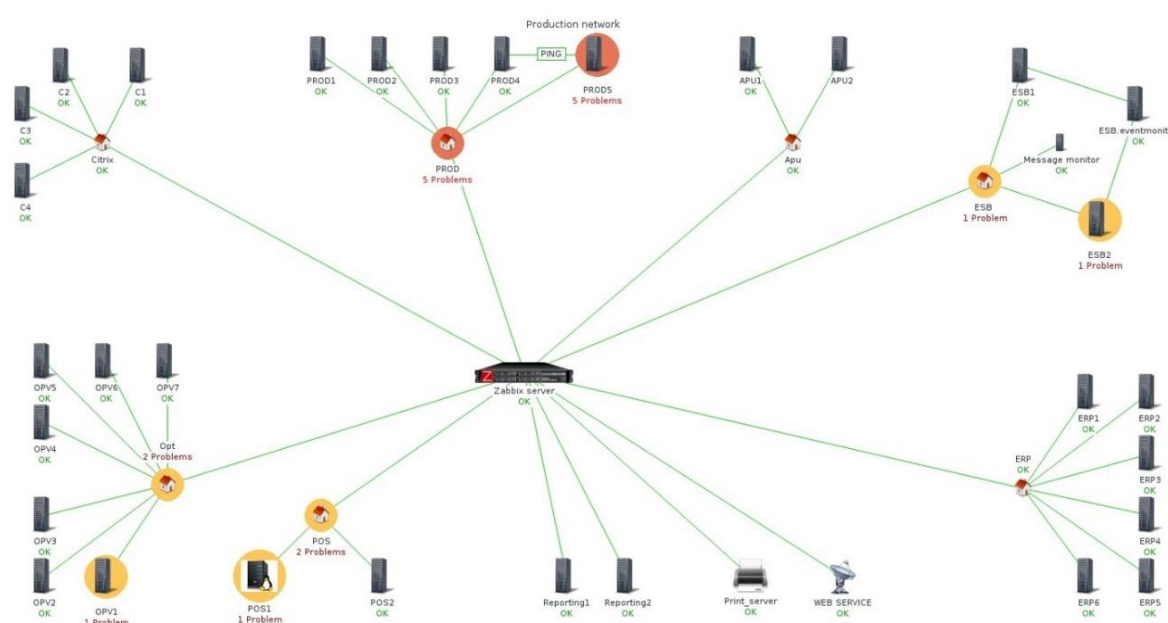 Production network
C2
OK
C1
OK
C3
OK
C4
OK
Citrix
OK
PROD1
OK
PROD2
OK
PROD3
OK
PROD4
OK
PING
PROD5
5 Problems
PROD
5 Problems
APU1
OK
APU2
OK
Apu
OK
ESB1
OK
ESB.eventmonit
OK
Message monitor
OK
ESB
1 Problem
ESB2
1 Problem
Z
Zabbix server
OK
OPV5
OK
OPV6
OK
OPV7
OK
OPV4
OK
Opt
2 Problems
OPV3
OK
OPV2
OK
OPV1
1 Problem
POS
2 Problems
POS1
1 Problem
POS2
OK
Reporting1
OK
Reporting2
OK
Print_server
OK
WEB SERVICE
OK
ERP
OK
ERP1
OK
ERP2
OK
ERP3
OK
ERP4
OK
ERP6
OK
ERP5
OK